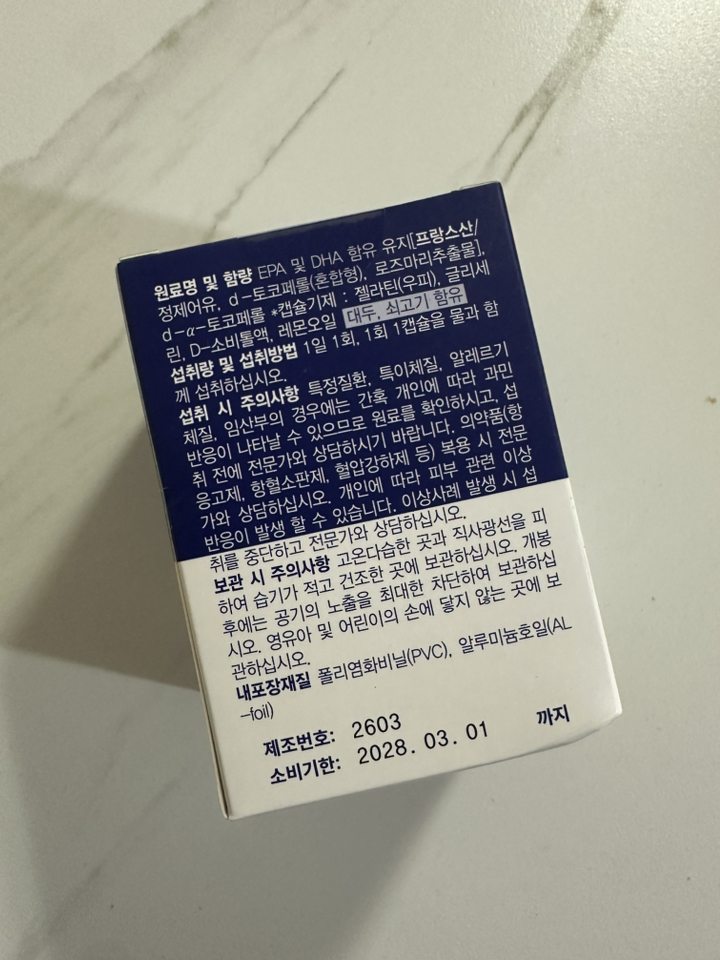 원료명 및 함량 EPA 및 DHA 함유 유지[프랑스산/
정제어유, d-토코페롤(혼합형), 로즈마리추출물],
d-α-토코페롤 *캡슐기제 : 젤라틴(우피), 글리세
린, D-소비톨액, 레몬오일 대두, 쇠고기 함유
섭취량 및 섭취방법 1일 1회, 1회 1캡슐을 물과 함
께 섭취하십시오.
섭취 시 주의사항 특정질환, 특이체질, 알레르기
체질, 임산부의 경우에는 간혹 개인에 따라 과민
반응이 나타날 수 있으므로 원료를 확인하시고, 섭
취 전에 전문가와 상담하시기 바랍니다. 의약품(항
응고제, 항혈소판제, 혈압강하제 등) 복용 시 전문
가와 상담하십시오. 개인에 따라 피부 관련 이상
반응이 발생 할 수 있습니다. 이상사례 발생 시 섭
취를 중단하고 전문가와 상담하십시오.
보관 시 주의사항 고온다습한 곳과 직사광선을 피
하여 습기가 적고 건조한 곳에 보관하십시오. 개봉
후에는 공기의 노출을 최대한 차단하여 보관하십
시오. 영유아 및 어린이의 손에 닿지 않는 곳에 보
관하십시오.
내포장재질 폴리염화비닐(PVC), 알루미늄호일(AL
-foil)
제조번호: 2603
소비기한: 2028. 03. 01 까지